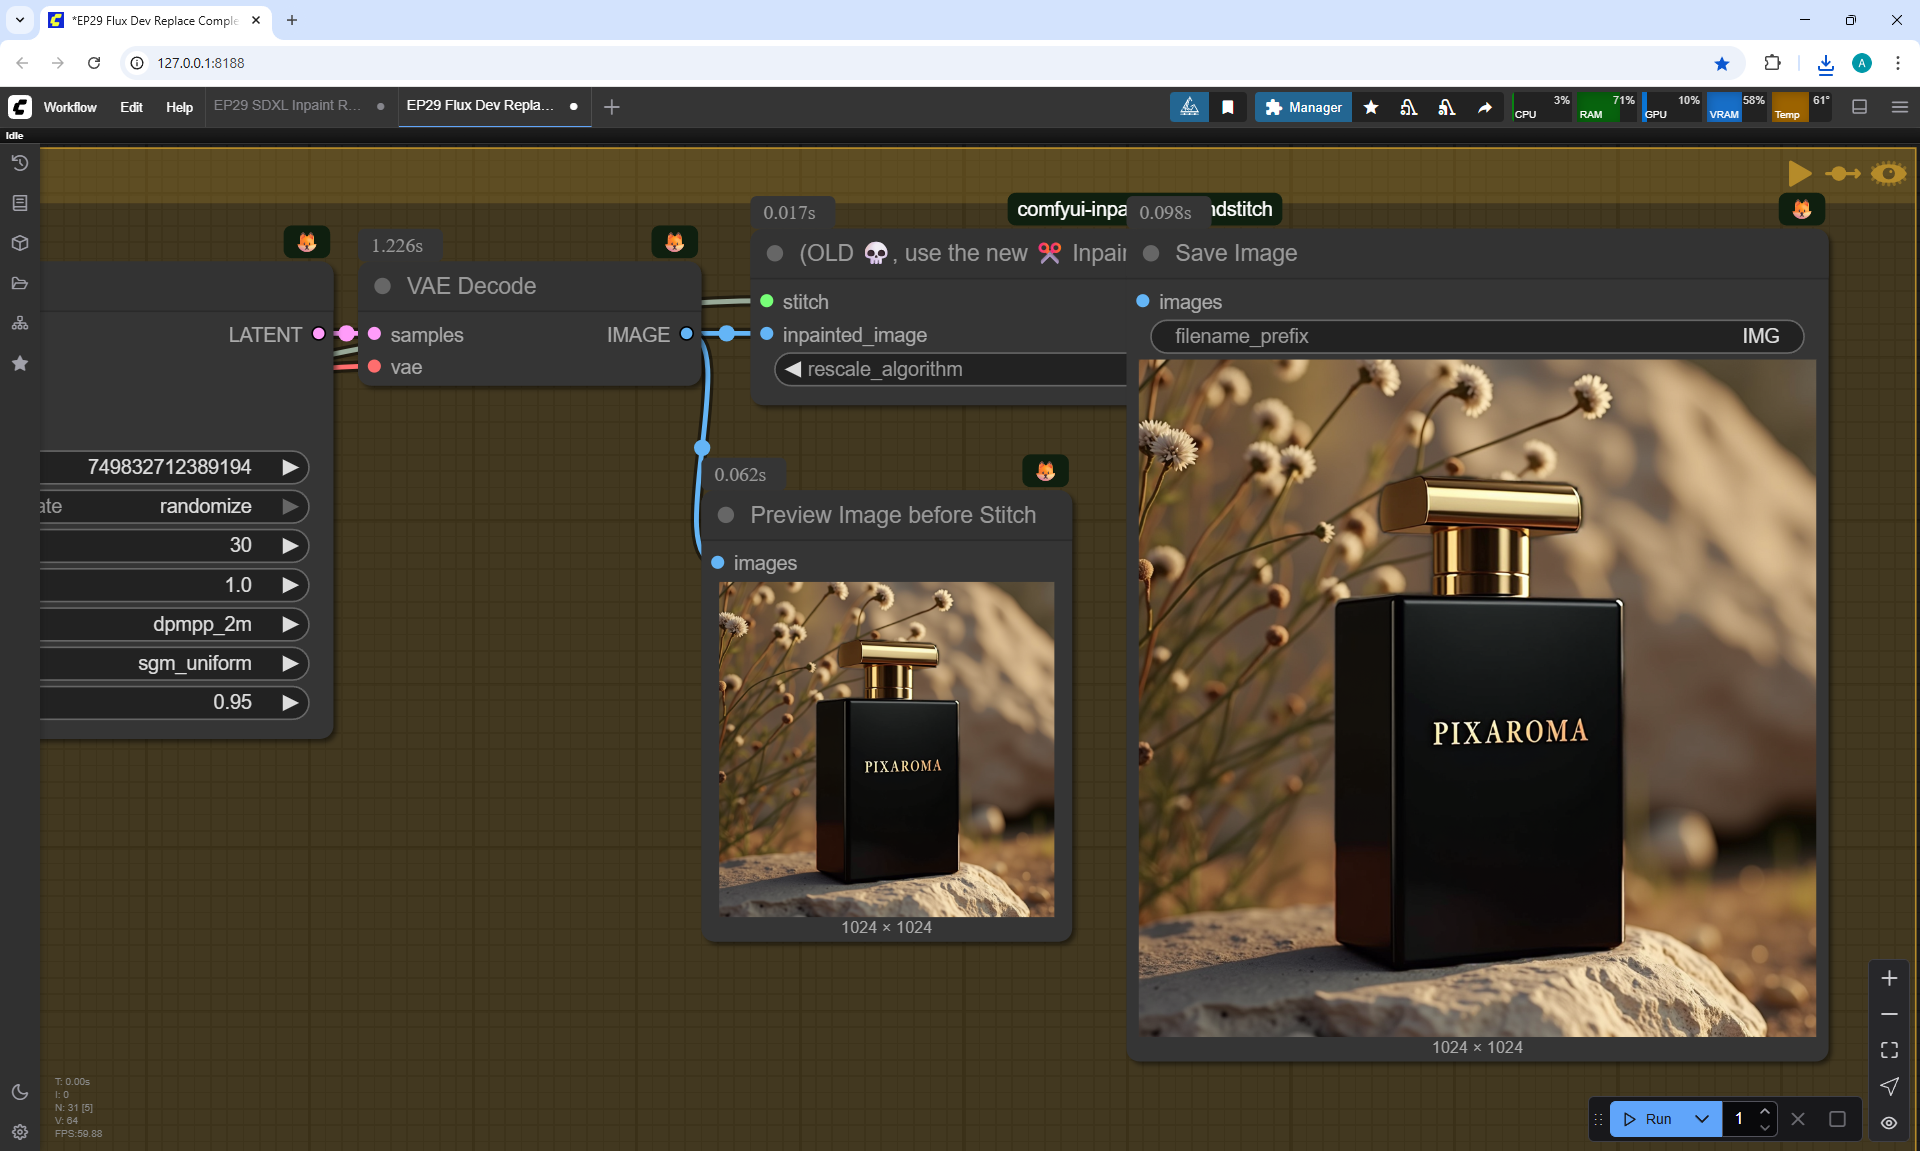 *EP29 Flux Dev Replace Comple
127.0.0.1:8188
Workflow Edit Help EP29 SDXL Inpaint R... EP29 Flux Dev Repla...
Manager
CPU 3% RAM 71% GPU 10% VRAM 58% Temp 61°
Idle
LATENT
749832712389194
ate randomize
30
1.0
dpmpp_2m
sgm_uniform
0.95
1.226s
VAE Decode
samples IMAGE
vae
0.017s
comfyui-inpa
ndstitch
(OLD 💀, use the new ✂️ Inpair
stitch
inpainted_image
rescale_algorithm
0.062s
Preview Image before Stitch
images
PIXAROMA
1024 × 1024
0.098s
Save Image
images
filename_prefix IMG
PIXAROMA
1024 × 1024
T: 0.00s
I: 0
N: 31 [5]
V: 64
FPS:59.88
Run 1
A